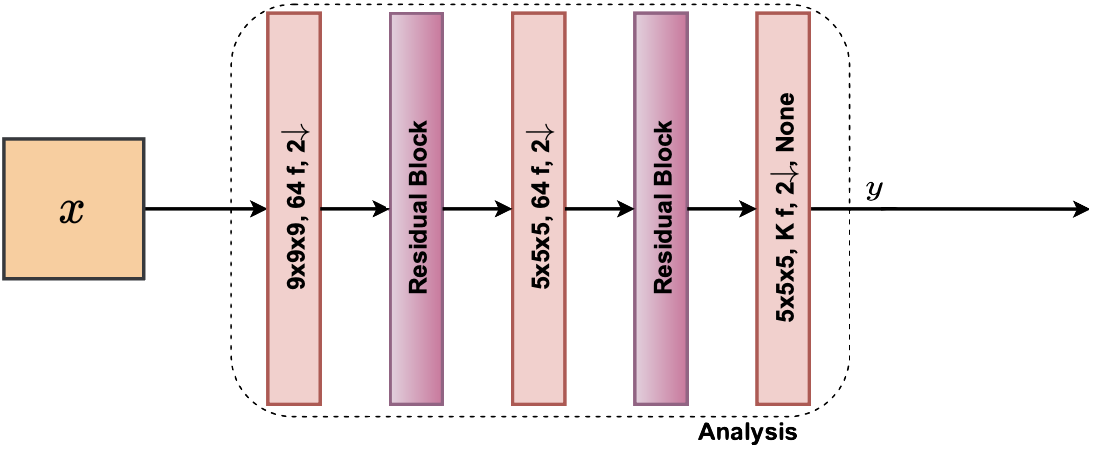 x
9x9x9, 64 f, 2↓
Residual Block
5x5x5, 64 f, 2↓
Residual Block
5x5x5, K f, 2↓, None
y
Analysis